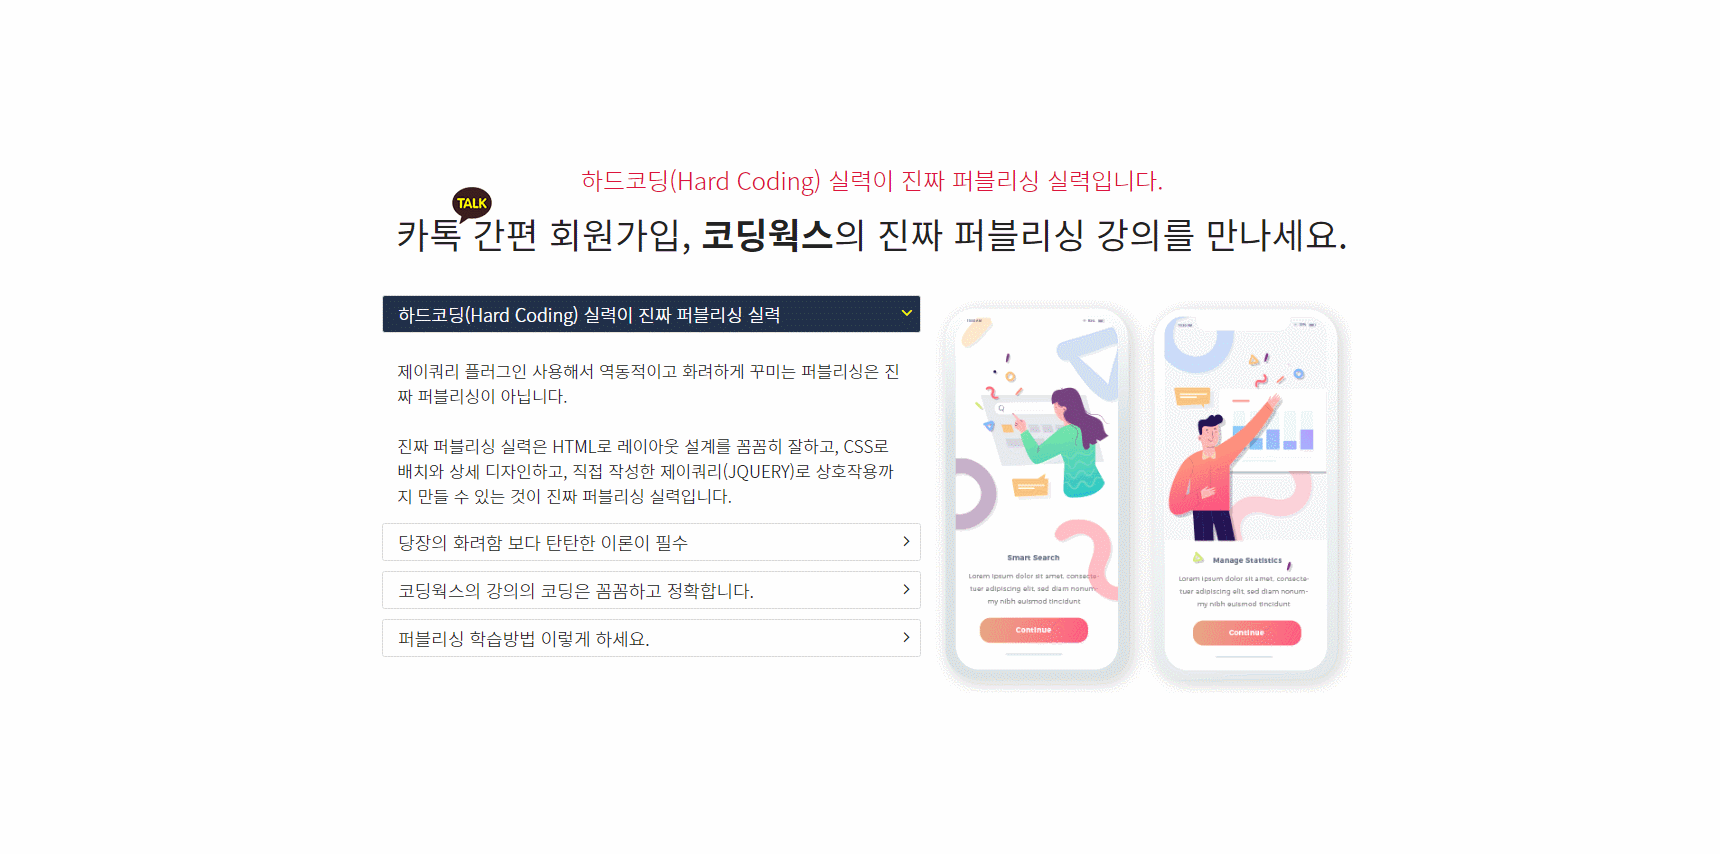 하드코딩(Hard Coding) 실력이 진짜 퍼블리싱 실력입니다.
TALK
카톡 간편 회원가입, 코딩웍스의 진짜 퍼블리싱 강의를 만나세요.
하드코딩(Hard Coding) 실력이 진짜 퍼블리싱 실력
제이쿼리 플러그인 사용해서 역동적이고 화려하게 꾸미는 퍼블리싱은 진
짜 퍼블리싱이 아닙니다.
진짜 퍼블리싱 실력은 HTML로 레이아웃 설계를 꼼꼼히 잘하고, CSS로
배치와 상세 디자인하고, 직접 작성한 제이쿼리(JQUERY)로 상호작용까
지 만들 수 있는 것이 진짜 퍼블리싱 실력입니다.
당장의 화려함 보다 탄탄한 이론이 필수
코딩웍스의 강의의 코딩은 꼼꼼하고 정확합니다.
퍼블리싱 학습방법 이렇게 하세요.
Smart Search
Lorem ipsum dolor sit amet, consecte-
tuer adipiscing elit, sed diam nonum-
my nibh euismod tincidunt
Continue
Manage Statistics
Lorem ipsum dolor sit amet, consecte-
tuer adipiscing elit, sed diam nonum-
my nibh euismod tincidunt
Continue